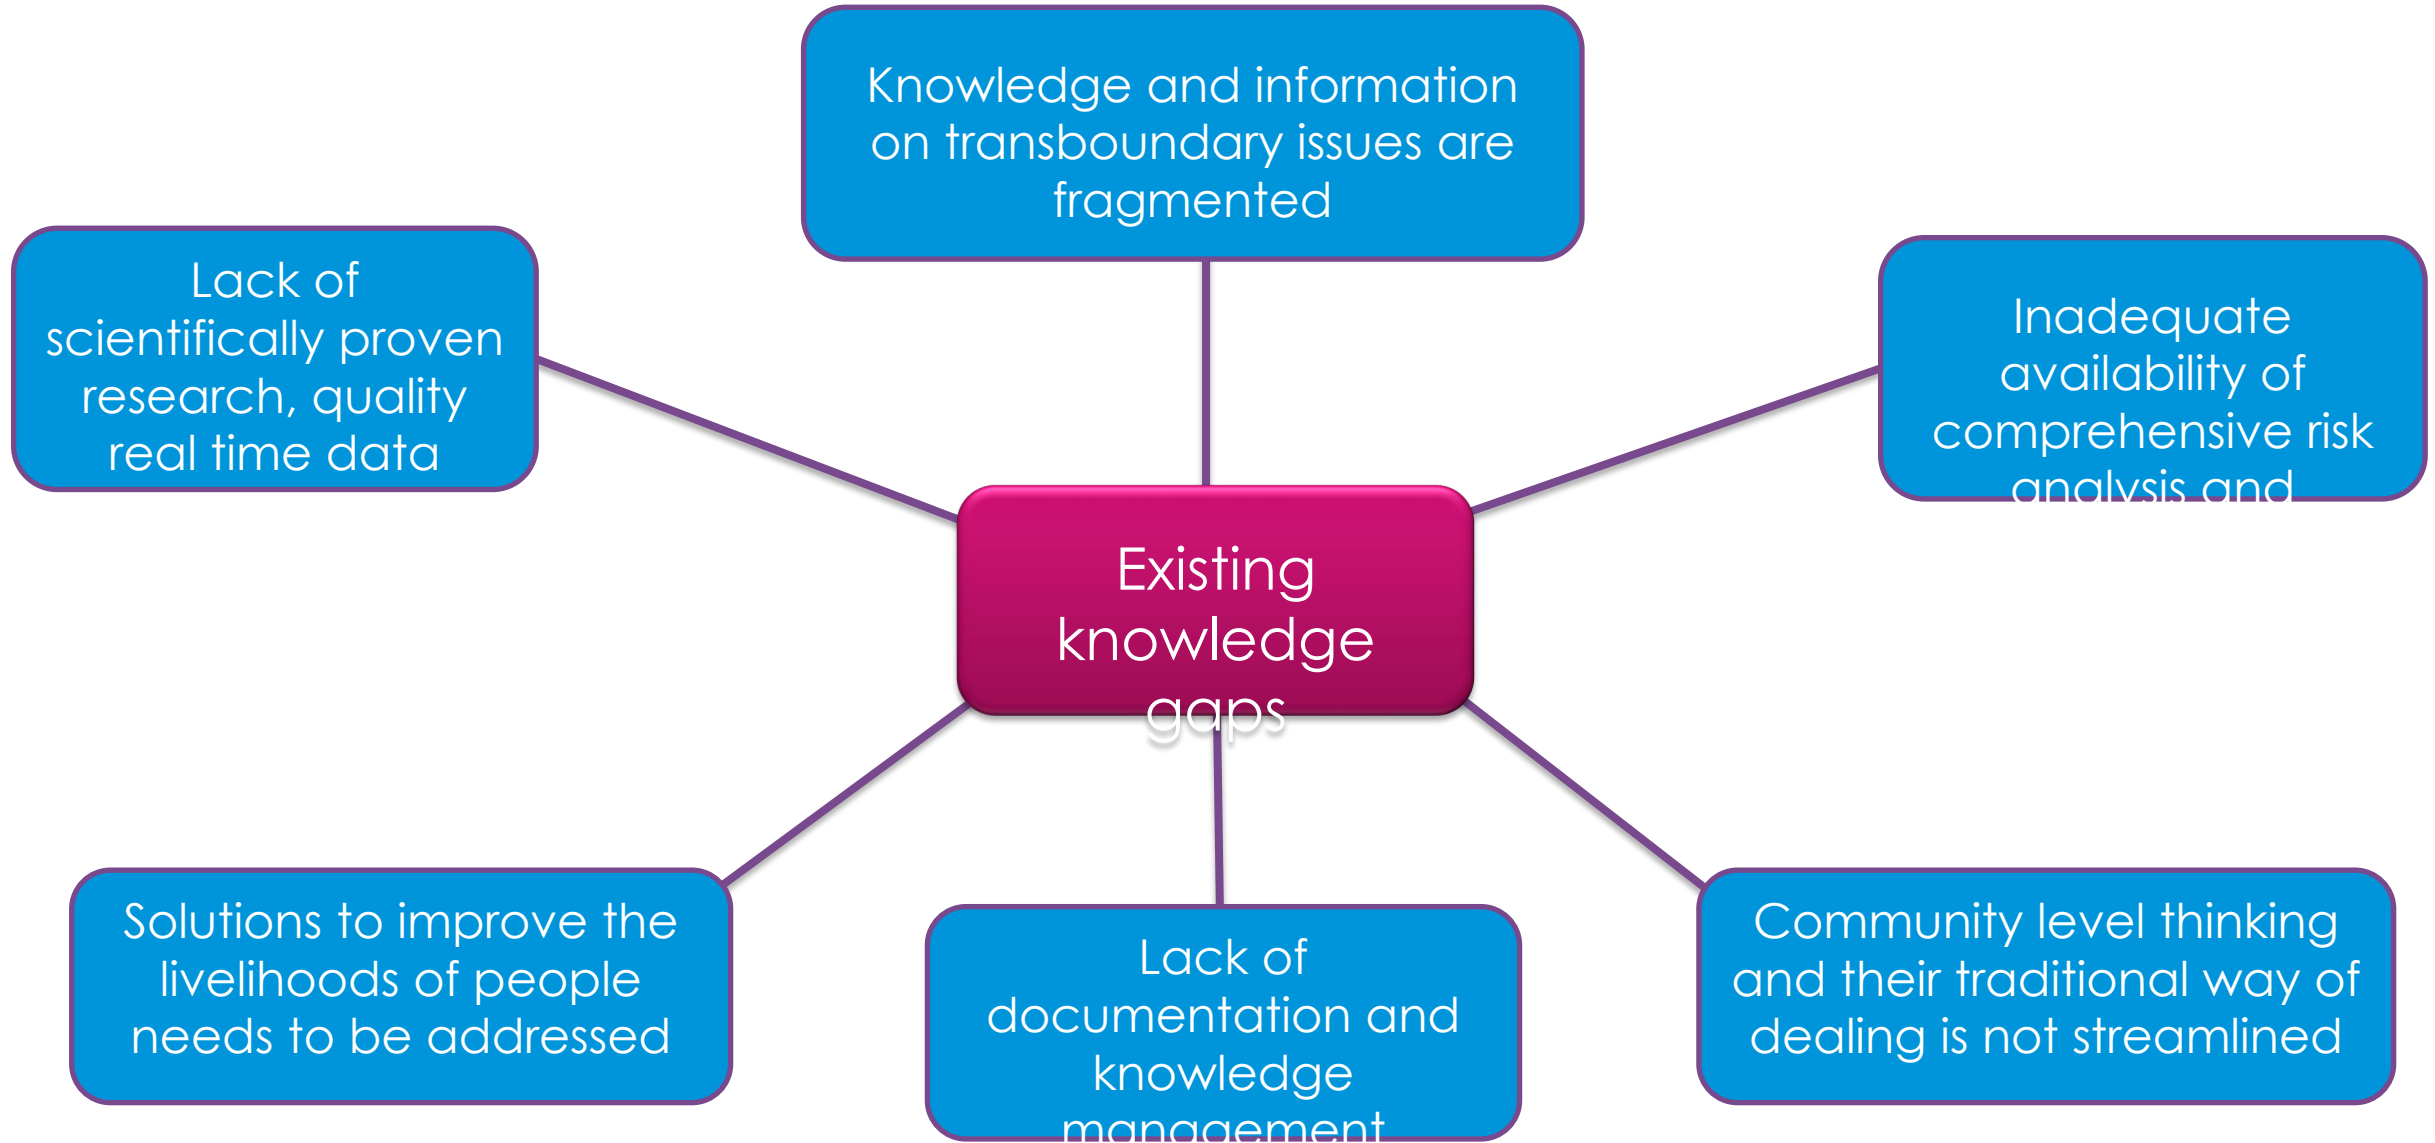 Knowledge and information
on transboundary issues are
fragmented
Lack of
scientifically proven
research, quality
real time data
Inadequate
availability of
comprehensive risk
analysis and
Existing
knowledge
gaps
Solutions to improve the
livelihoods of people
needs to be addressed
Lack of
documentation and
knowledge
management
Community level thinking
and their traditional way of
dealing is not streamlined